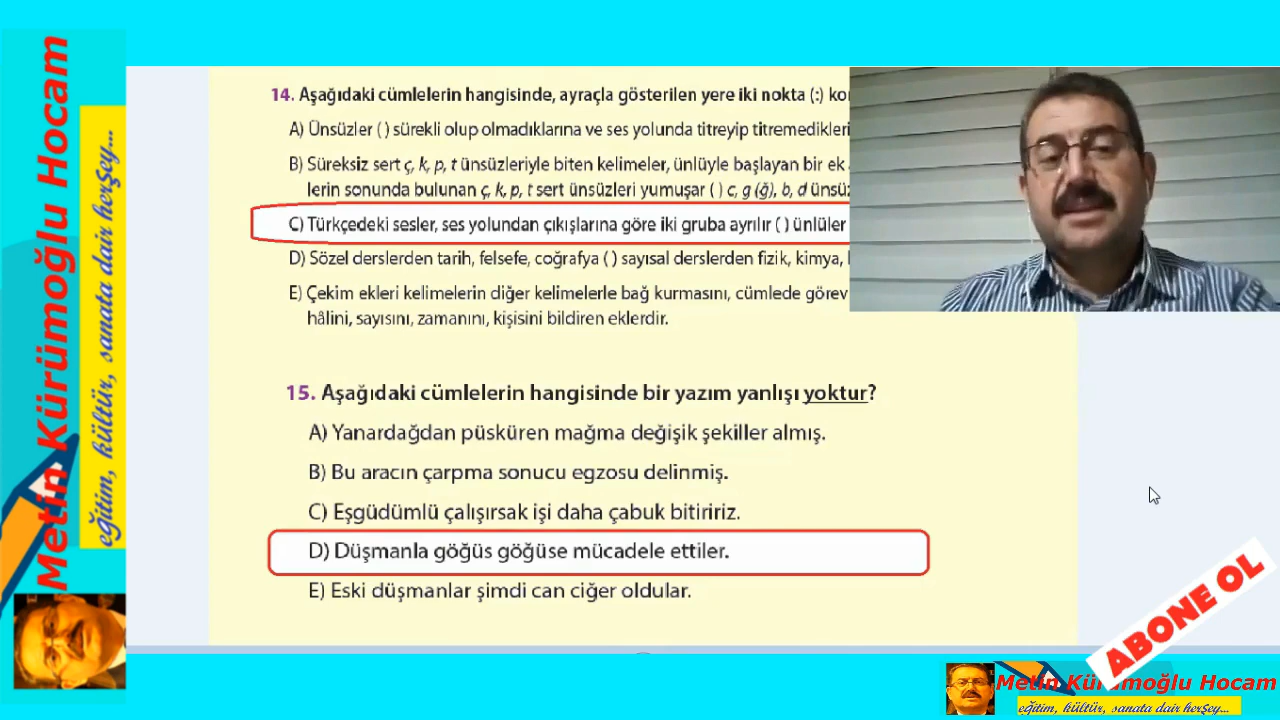 Metin Kürümoğlu Hocam
eğitim, kültür, sanata dair herşey...
14. Aşağıdaki cümlelerin hangisinde, ayraçla gösterilen yere iki nokta (:)
A) Ünsüzler ( ) sürekli olup olmadıklarına ve ses yolunda titreyip
B) Süreksiz sert ç, k, p, t ünsüzleriyle biten kelimeler, ünlüyle başlayan bir ek
lerin sonunda bulunan ç, k, p, t sert ünsüzleri yumuşar ( ) c, g (ğ), b, d
C) Türkçedeki sesler, ses yolundan çıkışlarına göre iki gruba ayrılır ( ) ünlüler
D) Sözel derslerden tarih, felsefe, coğrafya ( ) sayısal derslerden fizik, kimya,
E) Çekim ekleri kelimelerin diğer kelimelerle bağ kurmasını, cümlede
hâlini, sayısını, zamanını, kişisini bildiren eklerdir.
15. Aşağıdaki cümlelerin hangisinde bir yazım yanlışı yoktur?
A) Yanardağdan püsküren mağma değişik şekiller almış.
B) Bu aracın çarpma sonucu egzosu delinmiş.
C) Eşgüdümlü çalışırsak işi daha çabuk bitiririz.
D) Düşmanla göğüs göğüse mücadele ettiler.
E) Eski düşmanlar şimdi can ciğer oldular.
ABONE OL
Metin Kürümoğlu Hocam
eğitim, kültür, sanata dair herşey...